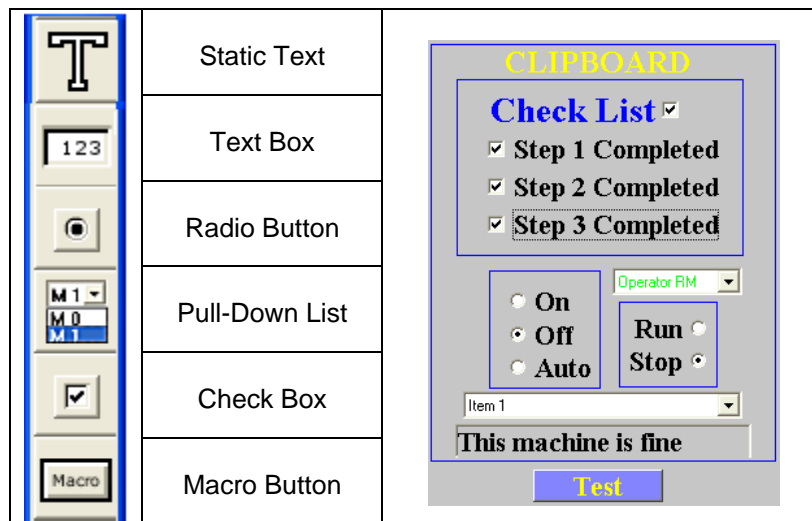 T
Static Text
123
Text Box
Radio Button
M 1
M 0
M 1
Pull-Down List
Check Box
Macro
Macro Button
CLIPBOARD
Check List
Step 1 Completed
Step 2 Completed
Step 3 Completed
Operator RM
On
Off
Auto
Run
Stop
Item 1
This machine is fine
Test